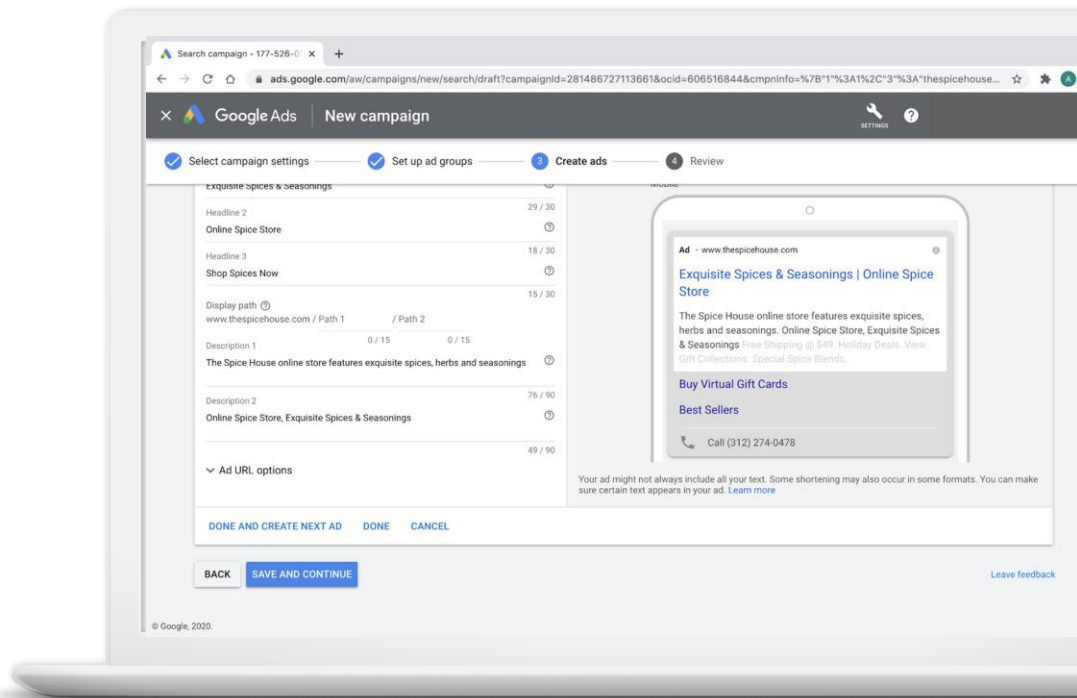 Search campaign - 177-526-0
ads.google.com/aw/campaigns/new/search/draft?campaignId=281486727113661&ocid=606516844&cmpnInfo=%7B"1"%3A1%2C"3"%3A"thespicehouse...
A
Google Ads New campaign
SETTINGS
Select campaign settings
Set up ad groups
3 Create ads
4 Review
Exquisite Spices & Seasonings
29 / 30
Headline 2
Online Spice Store
18 / 30
Headline 3
Shop Spices Now
15 / 30
Display path
www.thespicehouse.com / Path 1 / Path 2
0 / 15 0 / 15
Description 1
The Spice House online store features exquisite spices, herbs and seasonings
76 / 90
Description 2
Online Spice Store, Exquisite Spices & Seasonings
49 / 90
Ad URL options
Mobile
Ad - www.thespicehouse.com
Exquisite Spices & Seasonings | Online Spice
Store
The Spice House online store features exquisite spices,
herbs and seasonings. Online Spice Store, Exquisite Spices
& Seasonings Free Shipping @ $49. Holiday Deals. View
Gift Collections. Special Spice Blends.
Buy Virtual Gift Cards
Best Sellers
Call (312) 274-0478
Your ad might not always include all your text. Some shortening may also occur in some formats. You can make
sure certain text appears in your ad. Learn more
DONE AND CREATE NEXT AD DONE CANCEL
BACK SAVE AND CONTINUE
Leave feedback
© Google, 2020.